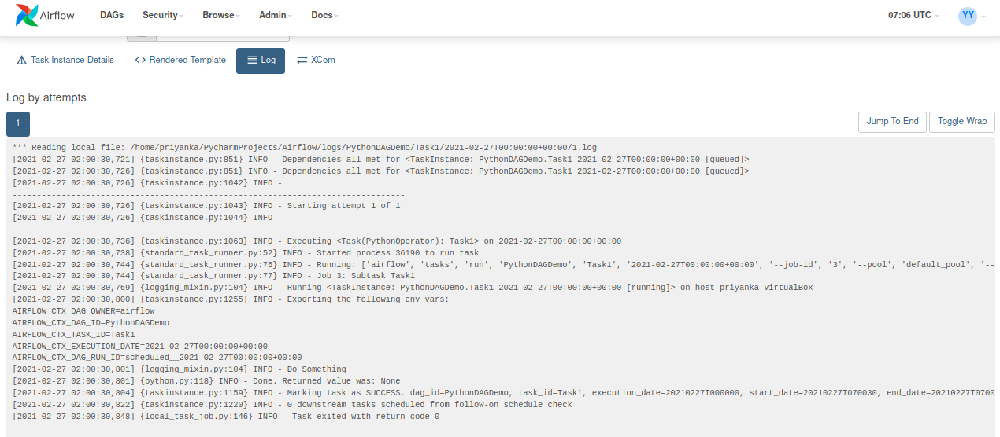 Airflow DAGs Security Browse Admin Docs 07:06 UTC YY
Task Instance Details Rendered Template Log XCom
Log by attempts
1 Jump To End Toggle Wrap
*** Reading local file: /home/priyanka/PycharmProjects/Airflow/logs/PythonDAGDemo/Task1/2021-02-27T00:00:00+00:00/1.log
[2021-02-27 02:00:30,721] {taskinstance.py:851} INFO - Dependencies all met for <TaskInstance: PythonDAGDemo.Task1 2021-02-27T00:00:00+00:00 [queued]>
[2021-02-27 02:00:30,726] {taskinstance.py:851} INFO - Dependencies all met for <TaskInstance: PythonDAGDemo.Task1 2021-02-27T00:00:00+00:00 [queued]>
[2021-02-27 02:00:30,726] {taskinstance.py:1042} INFO -
--------------------------------------------------------------------------------
[2021-02-27 02:00:30,726] {taskinstance.py:1043} INFO - Starting attempt 1 of 1
[2021-02-27 02:00:30,726] {taskinstance.py:1044} INFO -
--------------------------------------------------------------------------------
[2021-02-27 02:00:30,736] {taskinstance.py:1063} INFO - Executing <Task(PythonOperator): Task1> on 2021-02-27T00:00:00+00:00
[2021-02-27 02:00:30,738] {standard_task_runner.py:52} INFO - Started process 36190 to run task
[2021-02-27 02:00:30,744] {standard_task_runner.py:76} INFO - Running: ['airflow', 'tasks', 'run', 'PythonDAGDemo', 'Task1', '2021-02-27T00:00:00+00:00', '--job-id', '3', '--pool', 'default_pool', '--
[2021-02-27 02:00:30,744] {standard_task_runner.py:77} INFO - Job 3: Subtask Task1
[2021-02-27 02:00:30,769] {logging_mixin.py:104} INFO - Running <TaskInstance: PythonDAGDemo.Task1 2021-02-27T00:00:00+00:00 [running]> on host priyanka-VirtualBox
[2021-02-27 02:00:30,800] {taskinstance.py:1255} INFO - Exporting the following env vars:
AIRFLOW_CTX_DAG_OWNER=airflow
AIRFLOW_CTX_DAG_ID=PythonDAGDemo
AIRFLOW_CTX_TASK_ID=Task1
AIRFLOW_CTX_EXECUTION_DATE=2021-02-27T00:00:00+00:00
AIRFLOW_CTX_DAG_RUN_ID=scheduled__2021-02-27T00:00:00+00:00
[2021-02-27 02:00:30,801] {logging_mixin.py:104} INFO - Do Something
[2021-02-27 02:00:30,801] {python.py:118} INFO - Done. Returned value was: None
[2021-02-27 02:00:30,804] {taskinstance.py:1159} INFO - Marking task as SUCCESS. dag_id=PythonDAGDemo, task_id=Task1, execution_date=20210227T000000, start_date=20210227T070030, end_date=20210227T0700
[2021-02-27 02:00:30,822] {taskinstance.py:1220} INFO - 0 downstream tasks scheduled from follow-on schedule check
[2021-02-27 02:00:30,848] {local_task_job.py:146} INFO - Task exited with return code 0